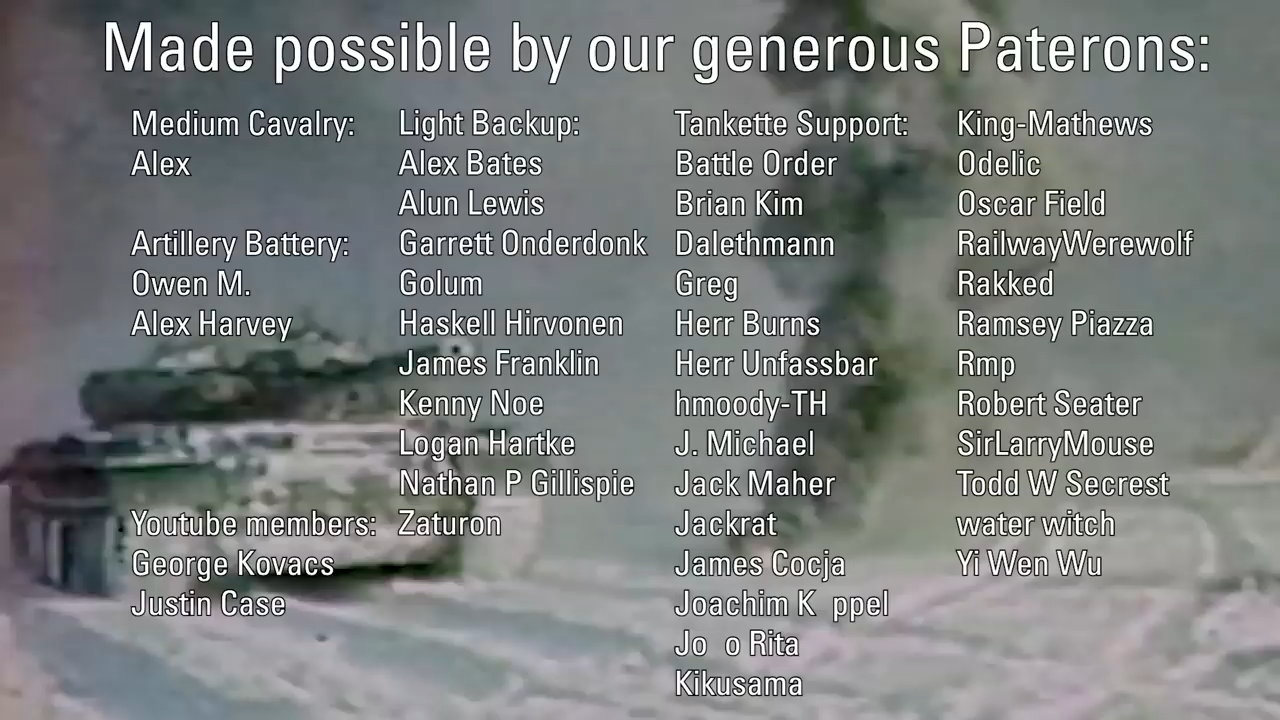 Made possible by our generous Paterons:
Medium Cavalry:
Alex
Artillery Battery:
Owen M.
Alex Harvey
Youtube members:
George Kovacs
Justin Case
Light Backup:
Alex Bates
Alun Lewis
Garrett Onderdonk
Golum
Haskell Hirvonen
James Franklin
Kenny Noe
Logan Hartke
Nathan P Gillispie
Zaturon
Tankette Support:
Battle Order
Brian Kim
Dalethmann
Greg
Herr Burns
Herr Unfassbar
hmoody-TH
J. Michael
Jack Maher
Jackrat
James Cocja
Joachim K ppel
Jo o Rita
Kikusama
King-Mathews
Odelic
Oscar Field
RailwayWerewolf
Rakked
Ramsey Piazza
Rmp
Robert Seater
SirLarryMouse
Todd W Secrest
water witch
Yi Wen Wu